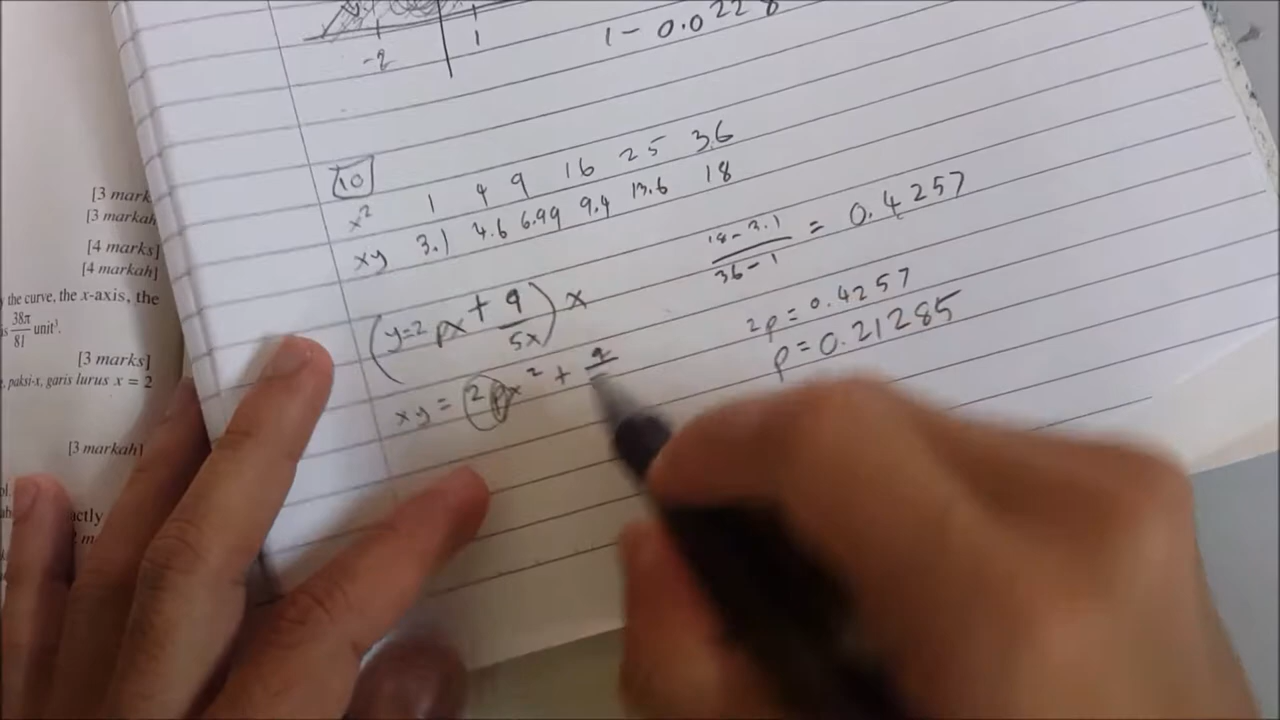 -2 1
1
1 - 0.0228
10
x² 1 4 9 16 25 36
xy 3.1 4.6 6.99 9.4 13.6 18
(y=2px + q/5x) x
xy = 2px² + q
18-3.1/36-1 = 0.4257
2p = 0.4257
p = 0.21285
[3 mark
[3 markah
[4 marks]
[4 markah]
the curve, the x-axis, the
is 38π/81 unit³.
[3 marks]
paksi-x, garis lurus x = 2
[3 markah]
actly